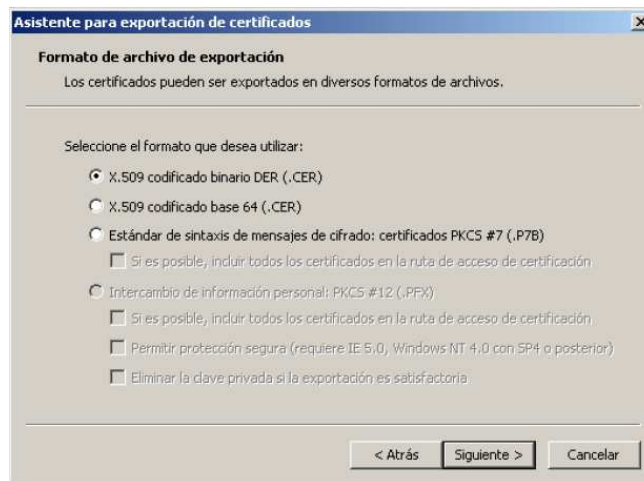 Asistente para exportación de certificados
Formato de archivo de exportación
Los certificados pueden ser exportados en diversos formatos de archivos.
Seleccione el formato que desea utilizar:
X.509 codificado binario DER (.CER)
X.509 codificado base 64 (.CER)
Estándar de sintaxis de mensajes de cifrado: certificados PKCS #7 (.P7B)
Si es posible, incluir todos los certificados en la ruta de acceso de certificación
Intercambio de información personal: PKCS #12 (.PFX)
Si es posible, incluir todos los certificados en la ruta de acceso de certificación
Permitir protección segura (requiere IE 5.0, Windows NT 4.0 con SP4 o posterior)
Eliminar la clave privada si la exportación es satisfactoria
< Atrás Siguiente > Cancelar